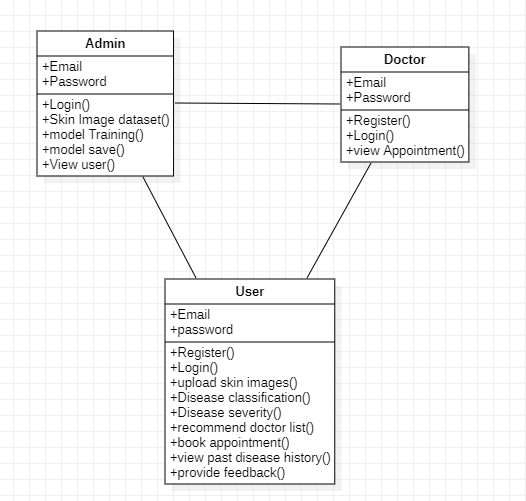 Admin
+Email
+Password
+Login()
+Skin Image dataset()
+model Training()
+model save()
+View user()
Doctor
+Email
+Password
+Register()
+Login()
+view Appointment()
User
+Email
+password
+Register()
+Login()
+upload skin images()
+Disease classification()
+Disease severity()
+recommend doctor list()
+book appointment()
+view past disease history()
+provide feedback()